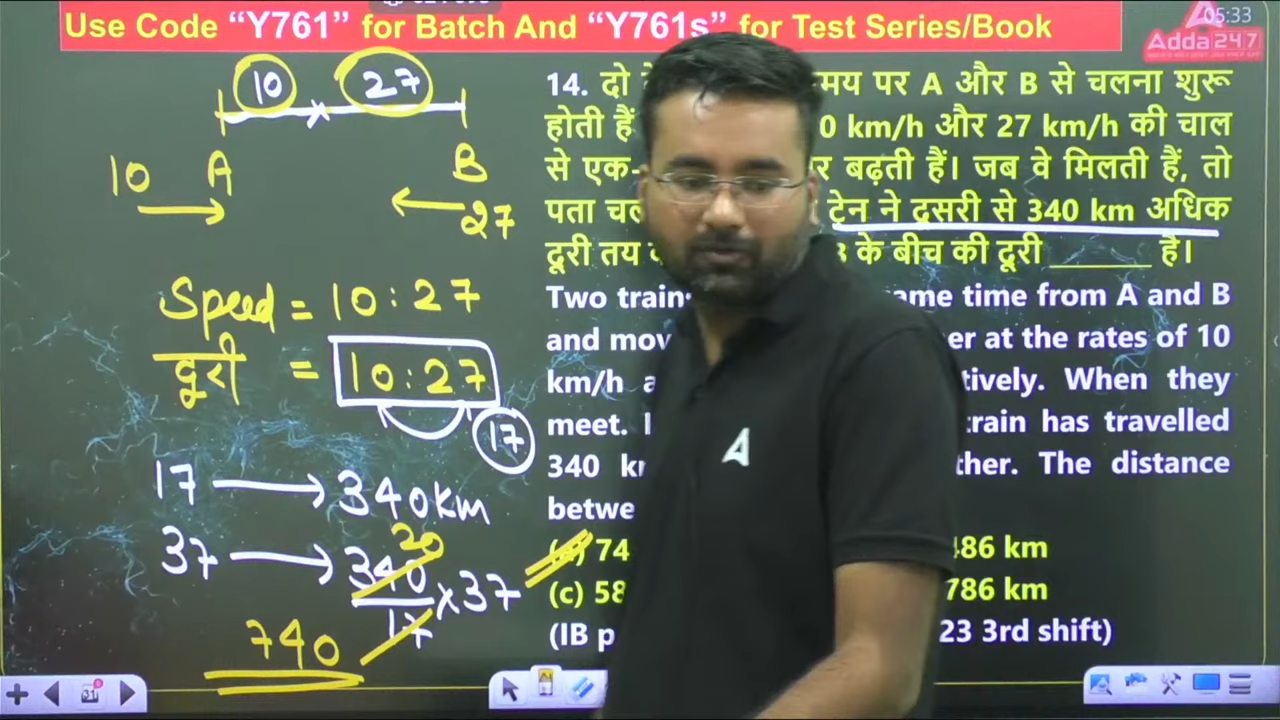 Use Code “Y761” for Batch And “Y761s” for Test Series/Book
05:33
Adda247
10 27
A B
10 27
Speed = 10:27
दूरी = 10:27
17
17 → 340Km
20
37 → 340/17 × 37
740
14. दो मय पर A और B से चलना शुरू
होती हैं 0 km/h और 27 km/h की चाल
से एक- र बढ़ती हैं। जब वे मिलती हैं, तो
पता चल ट्रेन ने दूसरी से 340 km अधिक
दूरी तय के बीच की दूरी ______ है।
Two train ame time from A and B
and mov er at the rates of 10
km/h a tively. When they
meet. I train has travelled
340 k ther. The distance
betwe
74 486 km
(c) 58 786 km
(IB p 23 3rd shift)
A
21